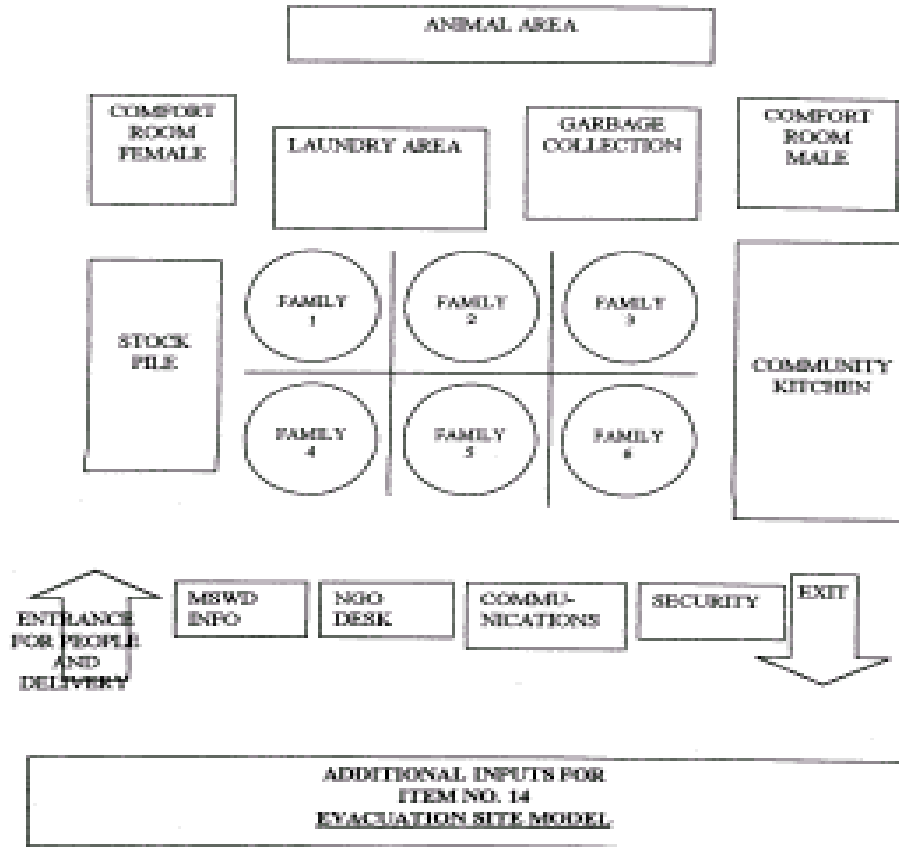 ANIMAL AREA
COMFORT
ROOM
FEMALE
LAUNDRY AREA
GARBAGE
COLLECTION
COMFORT
ROOM
MALE
STOCK
PILE
FAMILY
1
FAMILY
2
FAMILY
3
COMMUNITY
KITCHEN
FAMILY
4
FAMILY
5
FAMILY
6
ENTRANCE
FOR PEOPLE
AND
DELIVERY
MSWD
INFO
NGO
DESK
COMMU-
NICATIONS
SECURITY
EXIT
ADDITIONAL INPUTS FOR
ITEM NO. 14
EVACUATION SITE MODEL